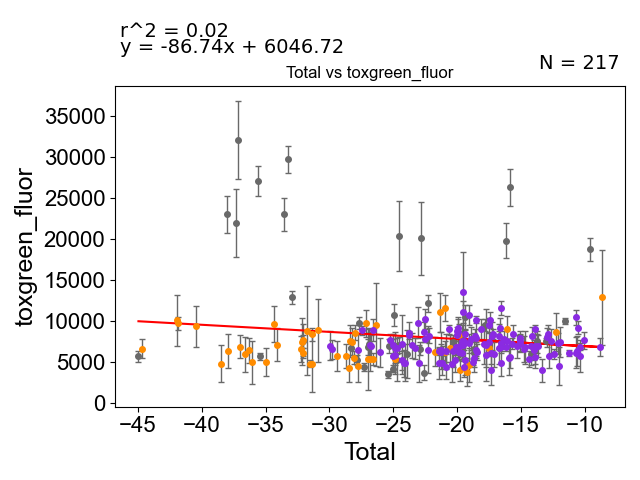 r^2 = 0.02
y = -86.74x + 6046.72
N = 217
Total vs toxgreen_fluor
toxgreen_fluor
35000
30000
25000
20000
15000
10000
5000
0
−45
−40
−35
−30
−25
−20
−15
−10
Total